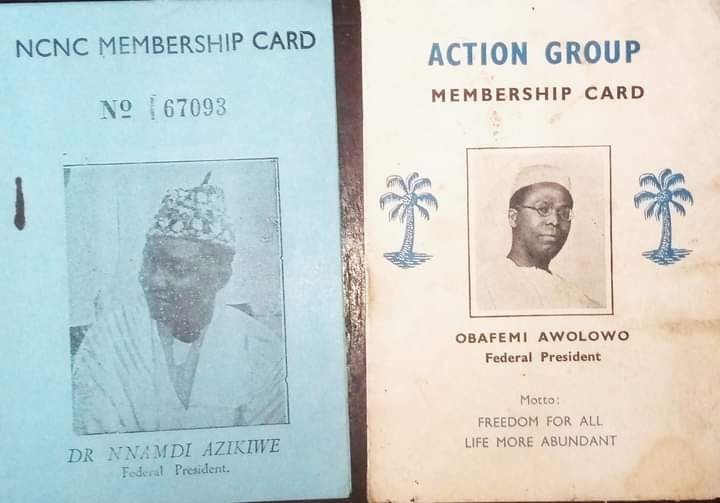 NCNC MEMBERSHIP CARD
Nº 67093
DR NNAMDI AZIKIWE
Federal President.
ACTION GROUP
MEMBERSHIP CARD
OBAFEMI AWOLOWO
Federal President
Motto:
FREEDOM FOR ALL
LIFE MORE ABUNDANT